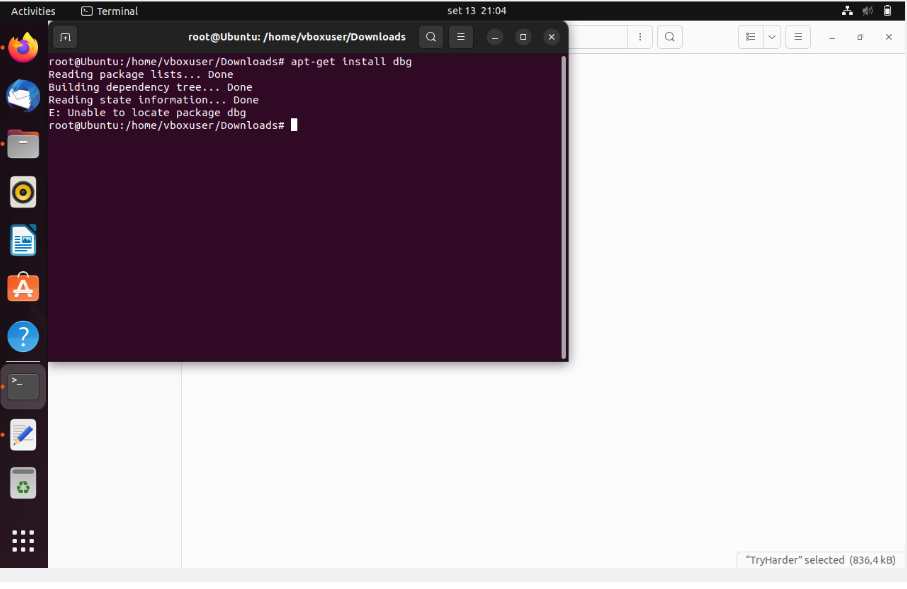 Activities
Terminal
set 13 21:04
root@Ubuntu: /home/vboxuser/Downloads
root@Ubuntu:/home/vboxuser/Downloads# apt-get install dbg
Reading package lists... Done
Building dependency tree... Done
Reading state information... Done
E: Unable to locate package dbg
root@Ubuntu:/home/vboxuser/Downloads#
"TryHarder" selected (836,4 kB)